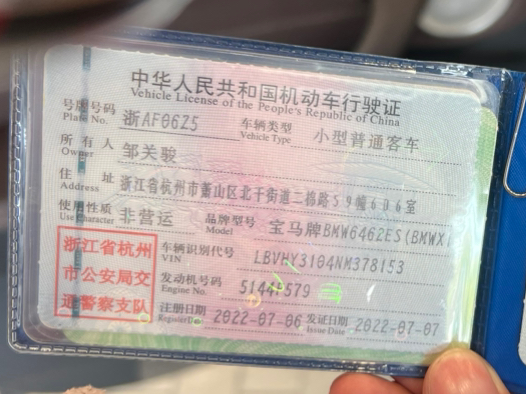 中华人民共和国机动车行驶证
Vehicle License of the People's Republic of China
号牌号码 浙AF06Z5 车辆类型 小型普通客车
Plate No. Vehicle Type
所有人 邹关骏
Owner
住址 浙江省杭州市萧山区北干街道二棉路59幢606室
Address
使用性质 非营运 品牌型号 宝马牌BMW6462ES(BMWX1
Use Character Model
浙江省杭州 车辆识别代号 LBVHY3104NM378153
VIN
市公安局交 发动机号码 5144F579
Engine No.
通警察支队 注册日期 2022-07-06 发证日期 2022-07-07
Register Date Issue Date